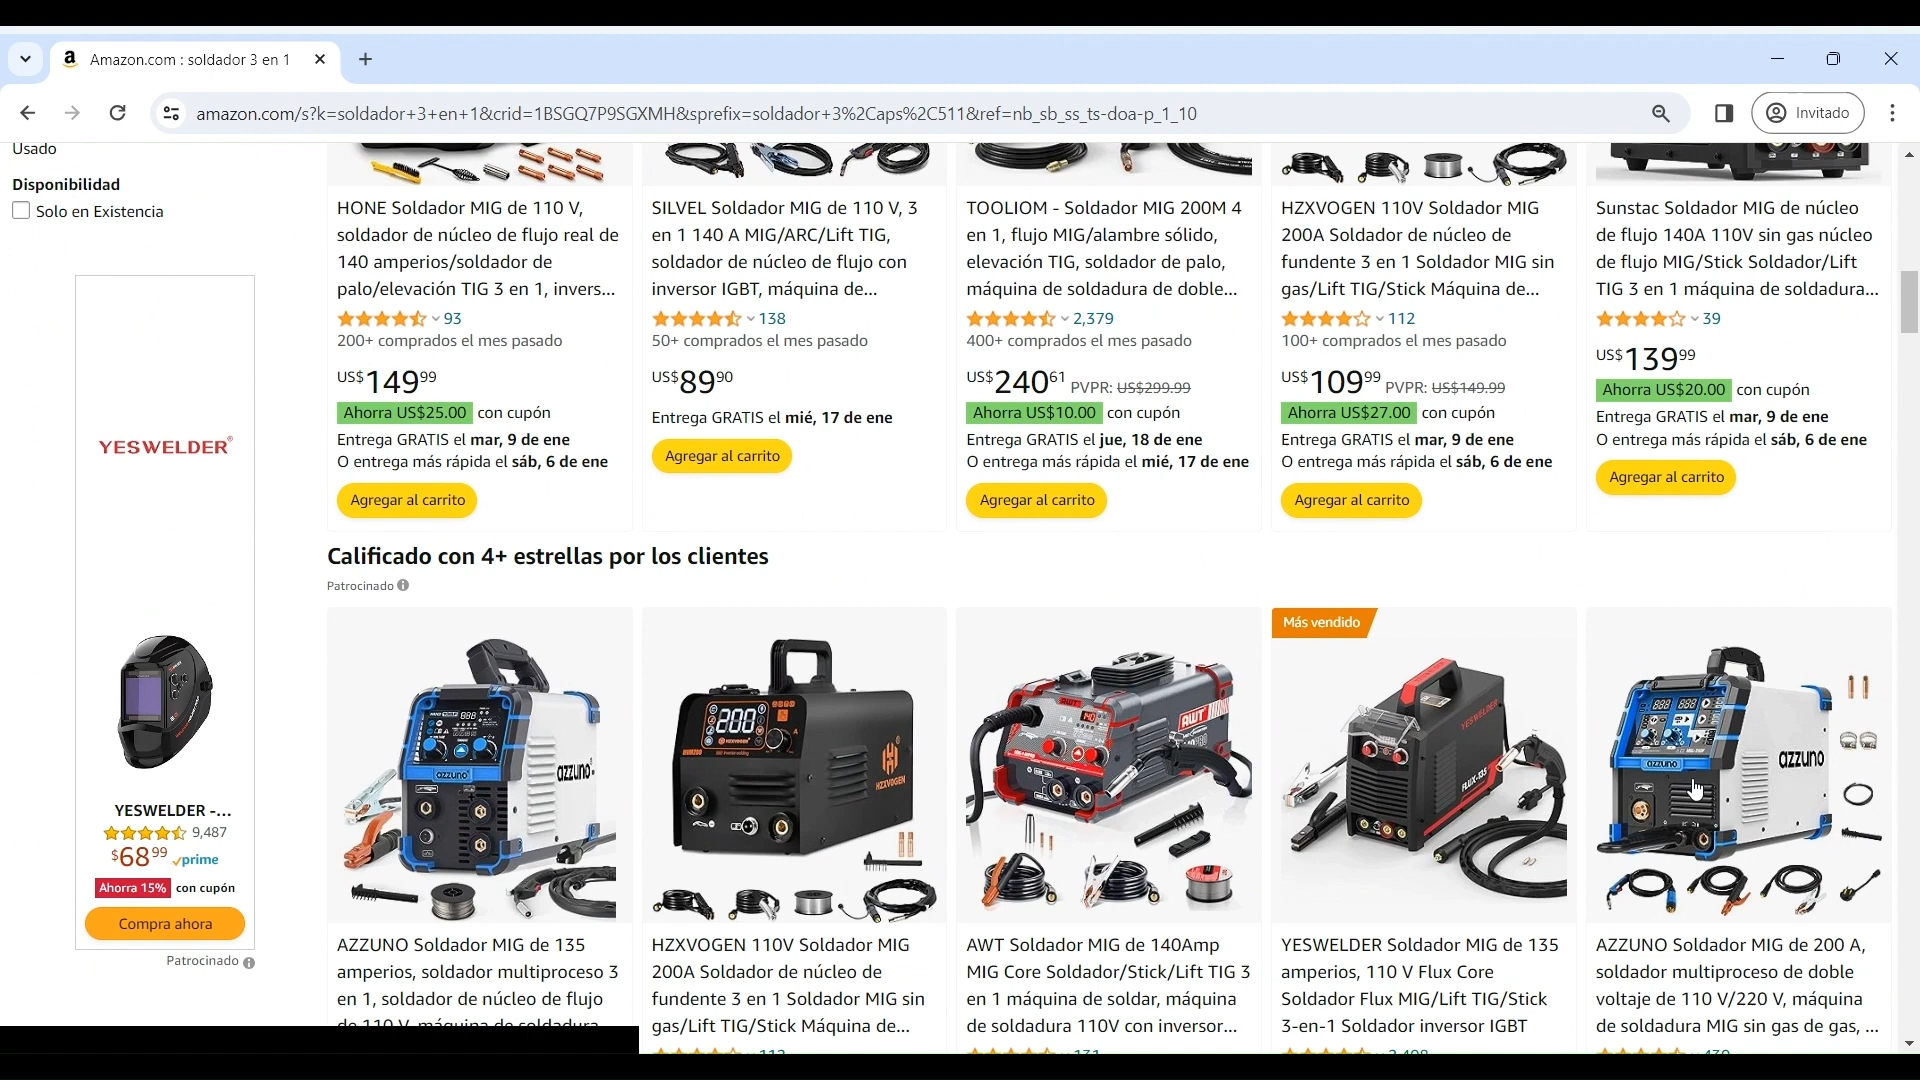 Amazon.com : soldador 3 en 1
amazon.com/s?k=soldador+3+en+1&crid=1BSGQ7P9SGXMH&sprefix=soldador+3%2Caps%2C511&ref=nb_sb_ss_ts-doa-p_1_10
Invitado
Usado
Disponibilidad
Solo en Existencia
YESWELDER®
YESWELDER -...
9,487
$68.99 prime
Ahorra 15% con cupón
Compra ahora
Patrocinado
HONE Soldador MIG de 110 V,
soldador de núcleo de flujo real de
140 amperios/soldador de
palo/elevación TIG 3 en 1, invers...
93
200+ comprados el mes pasado
US$149.99
Ahorra US$25.00 con cupón
Entrega GRATIS el mar, 9 de ene
O entrega más rápida el sáb, 6 de ene
Agregar al carrito
SILVEL Soldador MIG de 110 V, 3
en 1 140 A MIG/ARC/Lift TIG,
soldador de núcleo de flujo con
inversor IGBT, máquina de...
138
50+ comprados el mes pasado
US$89.90
Entrega GRATIS el mié, 17 de ene
Agregar al carrito
TOOLIOM - Soldador MIG 200M 4
en 1, flujo MIG/alambre sólido,
elevación TIG, soldador de palo,
máquina de soldadura de doble...
2,379
400+ comprados el mes pasado
US$240.61 PVPR: US$299.99
Ahorra US$10.00 con cupón
Entrega GRATIS el jue, 18 de ene
O entrega más rápida el mié, 17 de ene
Agregar al carrito
HZXVOGEN 110V Soldador MIG
200A Soldador de núcleo de
fundente 3 en 1 Soldador MIG sin
gas/Lift TIG/Stick Máquina de...
112
100+ comprados el mes pasado
US$109.99 PVPR: US$149.99
Ahorra US$27.00 con cupón
Entrega GRATIS el mar, 9 de ene
O entrega más rápida el sáb, 6 de ene
Agregar al carrito
Sunstac Soldador MIG de núcleo
de flujo 140A 110V sin gas núcleo
de flujo MIG/Stick Soldador/Lift
TIG 3 en 1 máquina de soldadura...
39
US$139.99
Ahorra US$20.00 con cupón
Entrega GRATIS el mar, 9 de ene
O entrega más rápida el sáb, 6 de ene
Agregar al carrito
Calificado con 4+ estrellas por los clientes
Patrocinado
azzuno
azzuno
AZZUNO Soldador MIG de 135
amperios, soldador multiproceso 3
en 1, soldador de núcleo de flujo
de 110 V, máquina de soldadura
200
HZXVOGEN
HZXVOGEN 110V Soldador MIG
200A Soldador de núcleo de
fundente 3 en 1 Soldador MIG sin
gas/Lift TIG/Stick Máquina de...
112
AWT
AWT
AWT Soldador MIG de 140Amp
MIG Core Soldador/Stick/Lift TIG 3
en 1 máquina de soldar, máquina
de soldadura 110V con inversor...
131
Más vendido
YESWELDER
FLUX-135
YESWELDER Soldador MIG de 135
amperios, 110 V Flux Core
Soldador Flux MIG/Lift TIG/Stick
3-en-1 Soldador inversor IGBT
azzuno
azzuno
AZZUNO Soldador MIG de 200 A,
soldador multiproceso de doble
voltaje de 110 V/220 V, máquina
de soldadura MIG sin gas de gas, ...